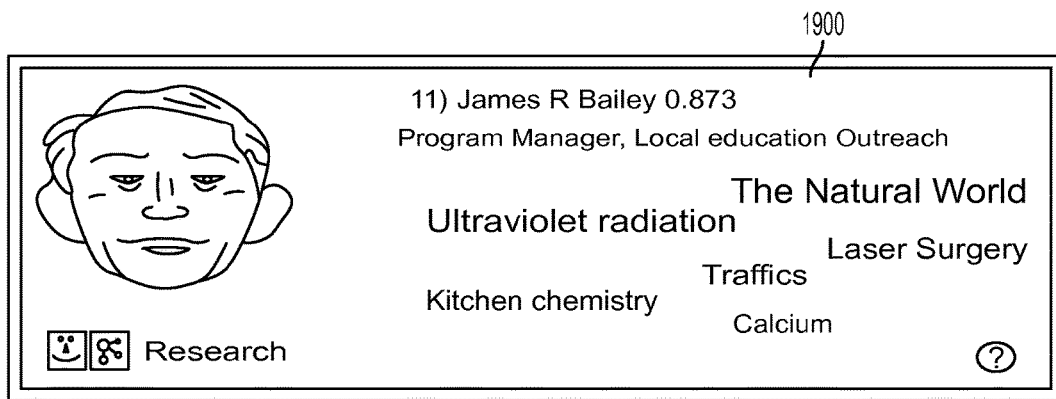 1900
11) James R Bailey 0.873
Program Manager, Local education Outreach
The Natural World
Ultraviolet radiation
Laser Surgery
Traffics
Kitchen chemistry
Calcium
Research
?